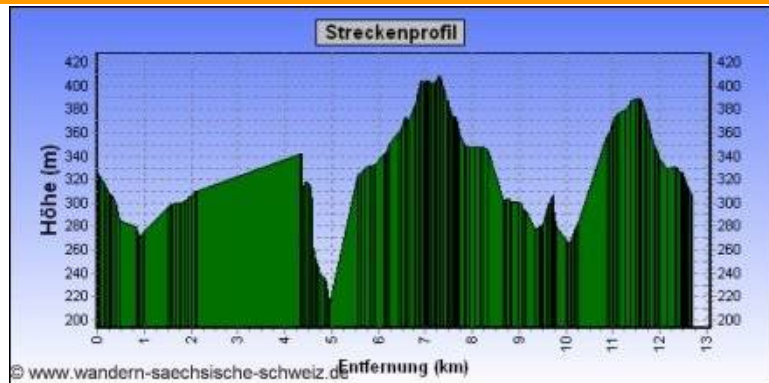 Streckenprofil
Höhe (m)
420 420
400 400
380 380
360 360
340 340
320 320
300 300
280 280
260 260
240 240
220 220
200 200
0 1 2 3 4 5 6 7 8 9 10 11 12 13
Entfernung (km)
© www.wandern-saechsische-schweiz.de